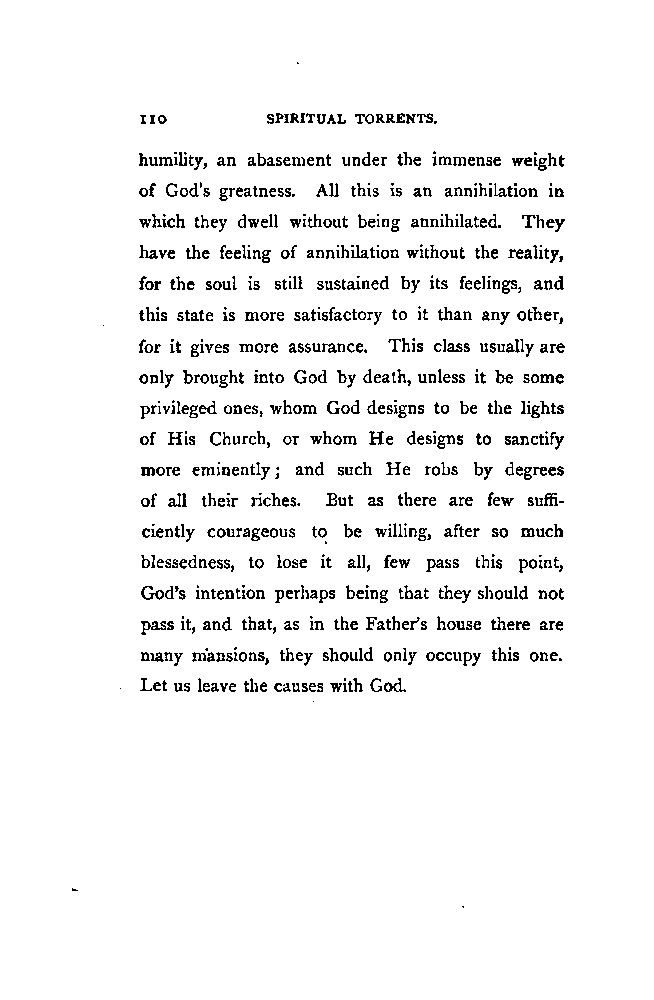 110 SPIRITUAL TORRENTS.
humility, an abasement under the immense weight
of God's greatness. All this is an annihilation in
which they dwell without being annihilated. They
have the feeling of annihilation without the reality,
for the soul is still sustained by its feelings, and
this state is more satisfactory to it than any other,
for it gives more assurance. This class usually are
only brought into God by death, unless it be some
privileged ones, whom God designs to be the lights
of His Church, or whom He designs to sanctify
more eminently; and such He robs by degrees
of all their riches. But as there are few suffi-
ciently courageous to be willing, after so much
blessedness, to lose it all, few pass this point,
God's intention perhaps being that they should not
pass it, and that, as in the Father's house there are
many mansions, they should only occupy this one.
Let us leave the causes with God.